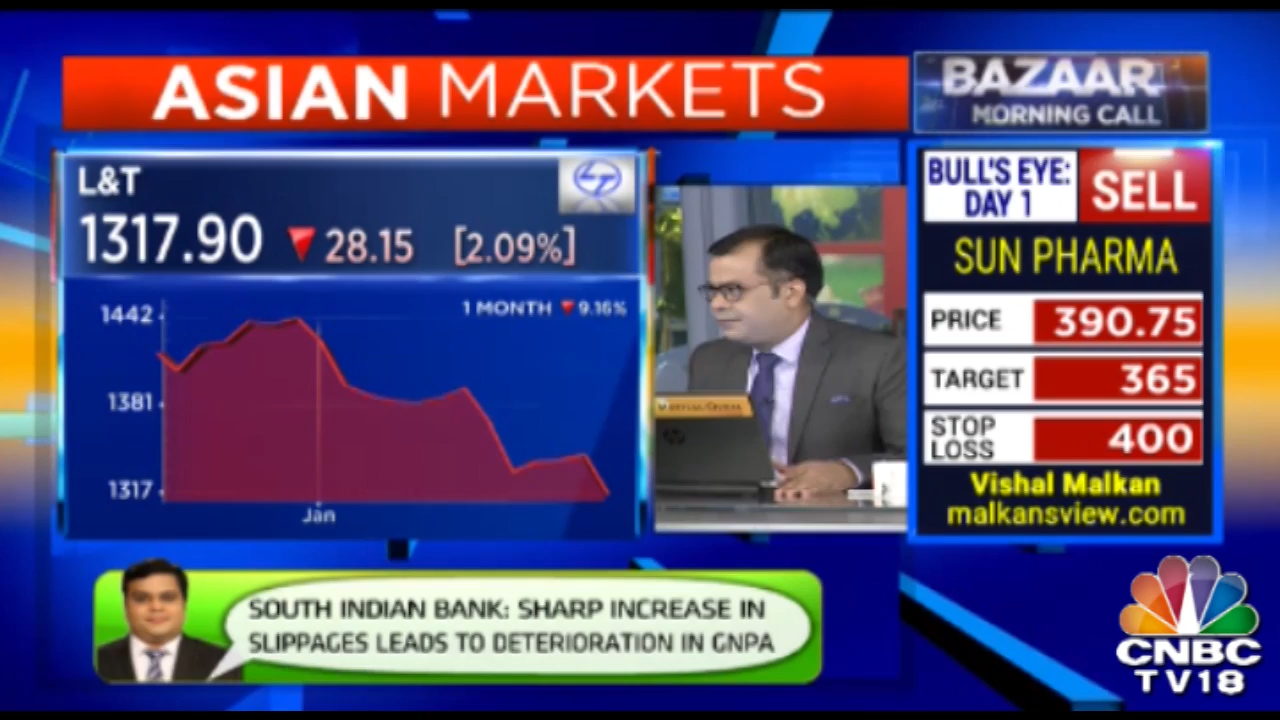 ASIAN MARKETS
BAZAAR
MORNING CALL
L&T
1317.90 ▼ 28.15 [2.09%]
1 MONTH ▼ 9.16%
1442
1381
1317
Jan
BULL'S EYE:
DAY 1
SELL
SUN PHARMA
PRICE 390.75
TARGET 365
STOP
LOSS
400
Vishal Malkan
malkansview.com
SOUTH INDIAN BANK: SHARP INCREASE IN
SLIPPAGES LEADS TO DETERIORATION IN GNPA
CNBC
TV18
hp